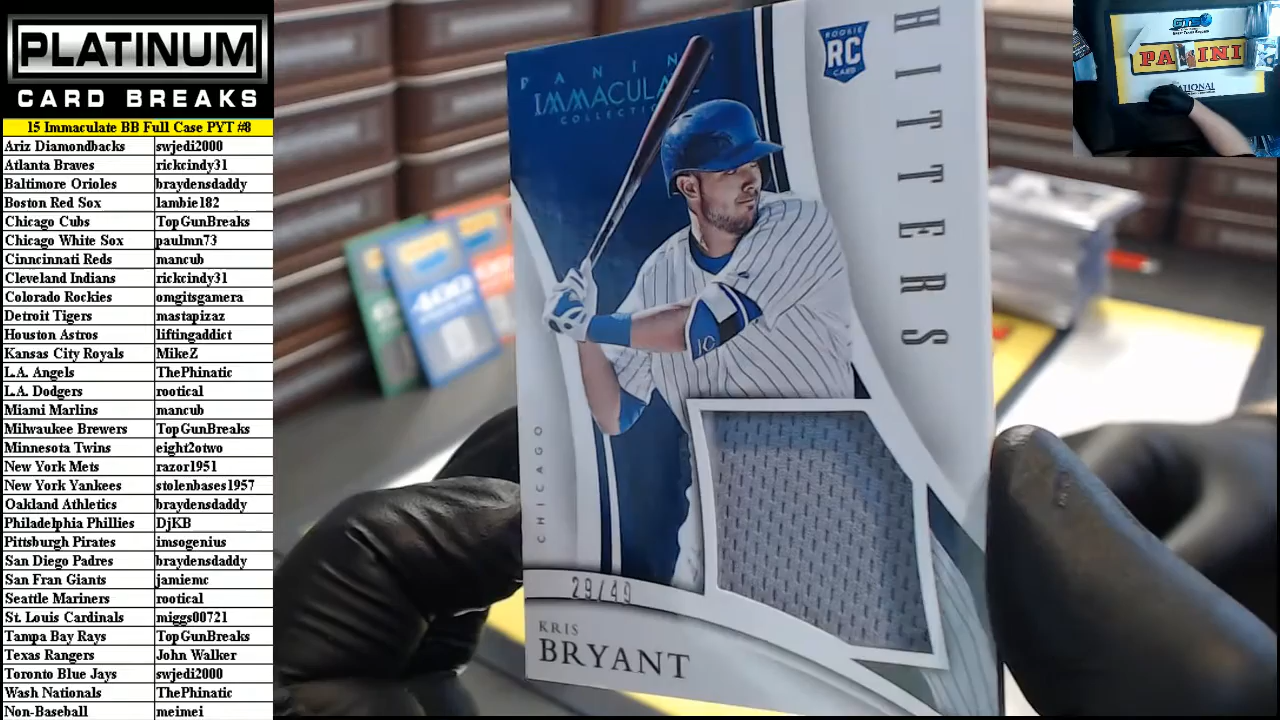 PLATINUM
CARD BREAKS
15 Immaculate BB Full Case PYT #8
Ariz Diamondbacks swjedi2000
Atlanta Braves rickcindy31
Baltimore Orioles braydensdaddy
Boston Red Sox lambie182
Chicago Cubs TopGunBreaks
Chicago White Sox paulmn73
Cinncinnati Reds mancub
Cleveland Indians rickcindy31
Colorado Rockies omgitsgamera
Detroit Tigers mastapizaz
Houston Astros liftingaddict
Kansas City Royals MikeZ
L.A. Angels ThePhinatic
L.A. Dodgers rootical
Miami Marlins mancub
Milwaukee Brewers TopGunBreaks
Minnesota Twins eight2otwo
New York Mets razor1951
New York Yankees stolenbases1957
Oakland Athletics braydensdaddy
Philadelphia Phillies DjKB
Pittsburgh Pirates imsogenius
San Diego Padres braydensdaddy
San Fran Giants jamiemc
Seattle Mariners rootical
St. Louis Cardinals miggs00721
Tampa Bay Rays TopGunBreaks
Texas Rangers John Walker
Toronto Blue Jays swjedi2000
Wash Nationals ThePhinatic
Non-Baseball meimei
PANIN
IMMACULA
COLLECTI
ROOKIE
RC
CARD
HITTERS
CHICAGO
29/49
KRIS
BRYANT
400
GTS
PANINI